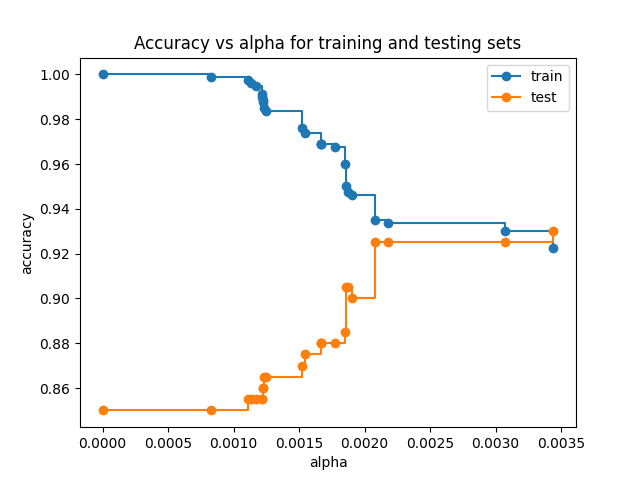 Accuracy vs alpha for training and testing sets
train
test
1.00
0.98
0.96
0.94
0.92
0.90
0.88
0.86
accuracy
0.0000 0.0005 0.0010 0.0015 0.0020 0.0025 0.0030 0.0035
alpha